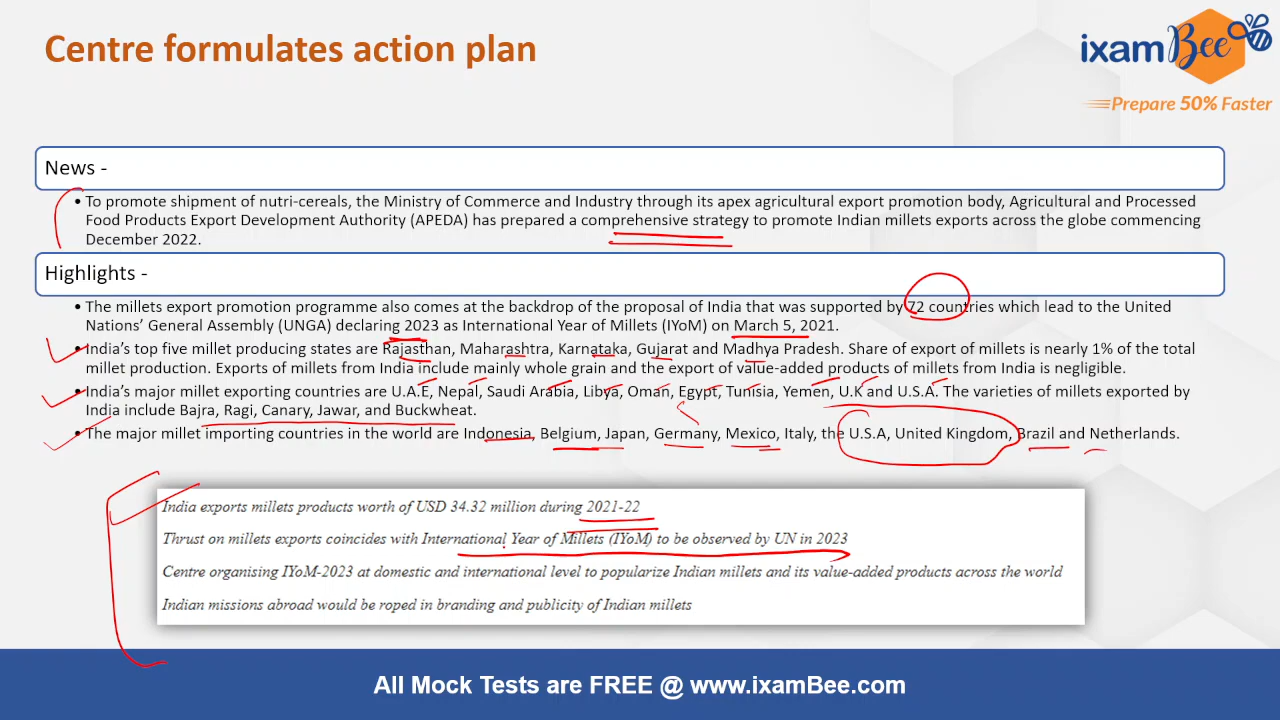 Centre formulates action plan
ixamBee
Prepare 50% Faster
News -
• To promote shipment of nutri-cereals, the Ministry of Commerce and Industry through its apex agricultural export promotion body, Agricultural and Processed
Food Products Export Development Authority (APEDA) has prepared a comprehensive strategy to promote Indian millets exports across the globe commencing
December 2022.
Highlights -
• The millets export promotion programme also comes at the backdrop of the proposal of India that was supported by 72 countries which lead to the United
Nations’ General Assembly (UNGA) declaring 2023 as International Year of Millets (IYoM) on March 5, 2021.
• India’s top five millet producing states are Rajasthan, Maharashtra, Karnataka, Gujarat and Madhya Pradesh. Share of export of millets is nearly 1% of the total
millet production. Exports of millets from India include mainly whole grain and the export of value-added products of millets from India is negligible.
• India’s major millet exporting countries are U.A.E, Nepal, Saudi Arabia, Libya, Oman, Egypt, Tunisia, Yemen, U.K and U.S.A. The varieties of millets exported by
India include Bajra, Ragi, Canary, Jawar, and Buckwheat.
• The major millet importing countries in the world are Indonesia, Belgium, Japan, Germany, Mexico, Italy, the U.S.A, United Kingdom, Brazil and Netherlands.
India exports millets products worth of USD 34.32 million during 2021-22
Thrust on millets exports coincides with International Year of Millets (IYoM) to be observed by UN in 2023
Centre organising IYoM-2023 at domestic and international level to popularize Indian millets and its value-added products across the world
Indian missions abroad would be roped in branding and publicity of Indian millets
All Mock Tests are FREE @ www.ixamBee.com